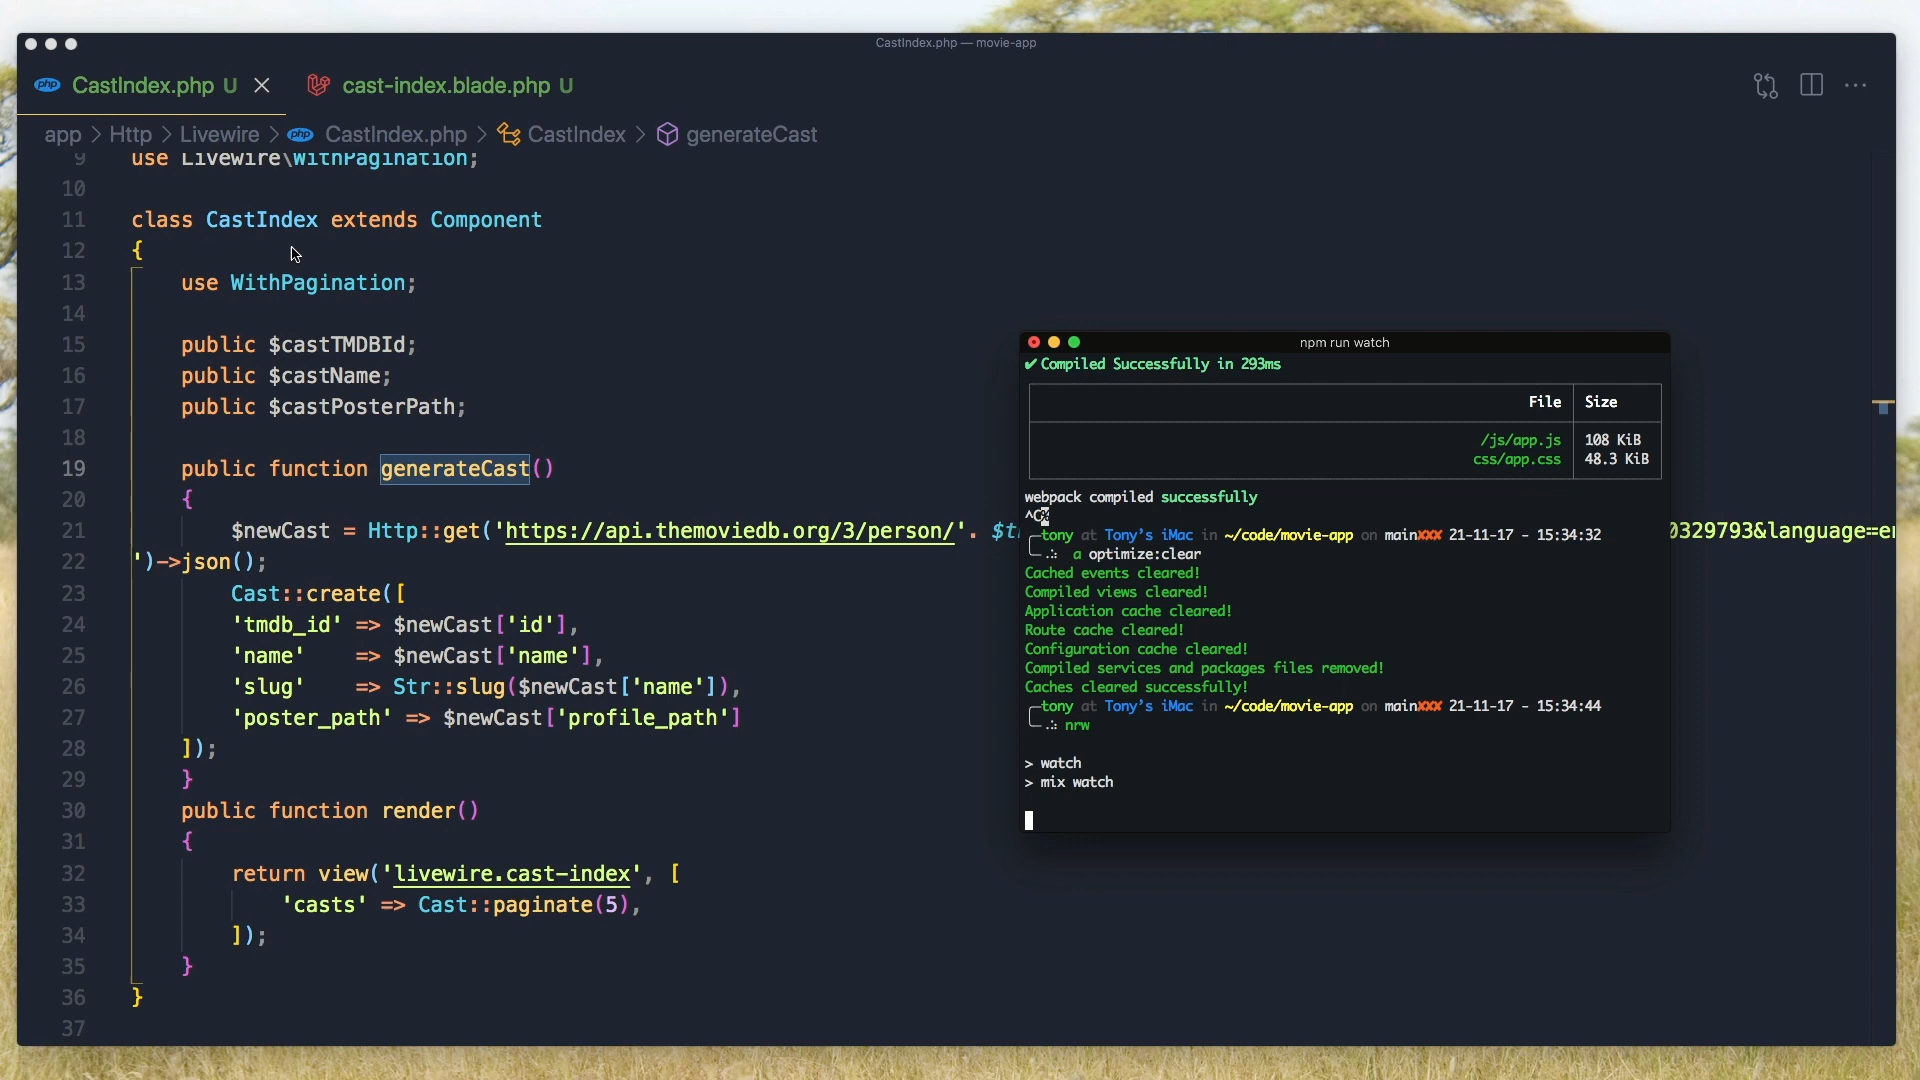 CastIndex.php — movie-app
php CastIndex.php U
cast-index.blade.php U
app > Http > Livewire > php CastIndex.php > CastIndex > generateCast
9 use Livewire\WithPagination;
10
11 class CastIndex extends Component
12 {
13 use WithPagination;
14
15 public $castTMDBId;
16 public $castName;
17 public $castPosterPath;
18
19 public function generateCast()
20 {
21 $newCast = Http::get('https://api.themoviedb.org/3/person/'. 0329793&language=en
22 ')->json();
23 Cast::create([
24 'tmdb_id' => $newCast['id'],
25 'name' => $newCast['name'],
26 'slug' => Str::slug($newCast['name']),
27 'poster_path' => $newCast['profile_path']
28 ]);
29 }
30 public function render()
31 {
32 return view('livewire.cast-index', [
33 'casts' => Cast::paginate(5),
34 ]);
35 }
36 }
37
npm run watch
✔ Compiled Successfully in 293ms
File Size
/js/app.js 108 KiB
css/app.css 48.3 KiB
webpack compiled successfully
^C%
tony at Tony’s iMac in ~/code/movie-app on main✘✘✘ 21-11-17 - 15:34:32
a optimize:clear
Cached events cleared!
Compiled views cleared!
Application cache cleared!
Route cache cleared!
Configuration cache cleared!
Compiled services and packages files removed!
Caches cleared successfully!
tony at Tony’s iMac in ~/code/movie-app on main✘✘✘ 21-11-17 - 15:34:44
nrw
> watch
> mix watch